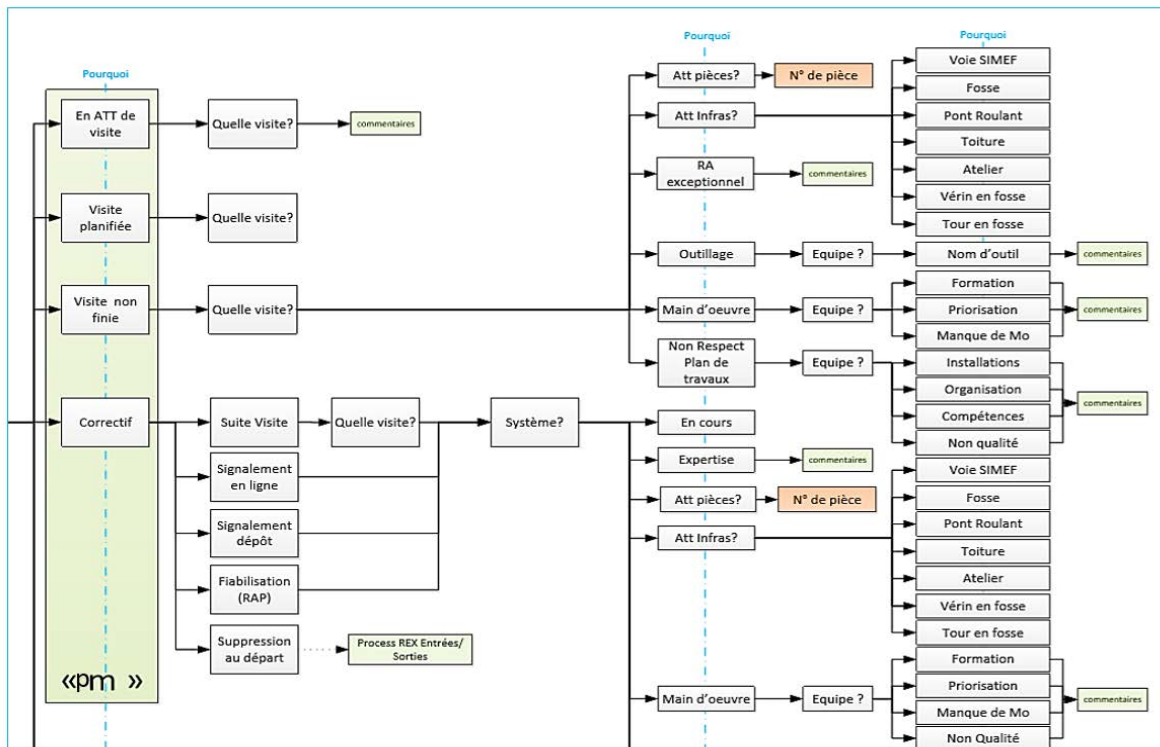 Pourquoi
Pourquoi
Pourquoi
En ATT de
visite
Quelle visite?
commentaires
Visite
planifiée
Quelle visite?
Visite non
finie
Quelle visite?
Att pièces?
N° de pièce
Att Infras?
Voie SIMEF
Fosse
Pont Roulant
Toiture
Atelier
Vérin en fosse
Tour en fosse
RA
exceptionnel
commentaires
Outillage
Equipe ?
Nom d'outil
commentaires
Main d'oeuvre
Equipe ?
Formation
Priorisation
Manque de Mo
commentaires
Non Respect
Plan de
travaux
Equipe ?
Installations
Organisation
Compétences
Non qualité
commentaires
Correctif
Suite Visite
Quelle visite?
Système?
Signalement
en ligne
Signalement
dépôt
Fiabilisation
(RAP)
Suppression
au départ
Process REX Entrées/
Sorties
«pm »
En cours
Expertise
commentaires
Att pièces?
N° de pièce
Att Infras?
Voie SIMEF
Fosse
Pont Roulant
Toiture
Atelier
Vérin en fosse
Tour en fosse
Main d'oeuvre
Equipe ?
Formation
Priorisation
Manque de Mo
Non Qualité
commentaires